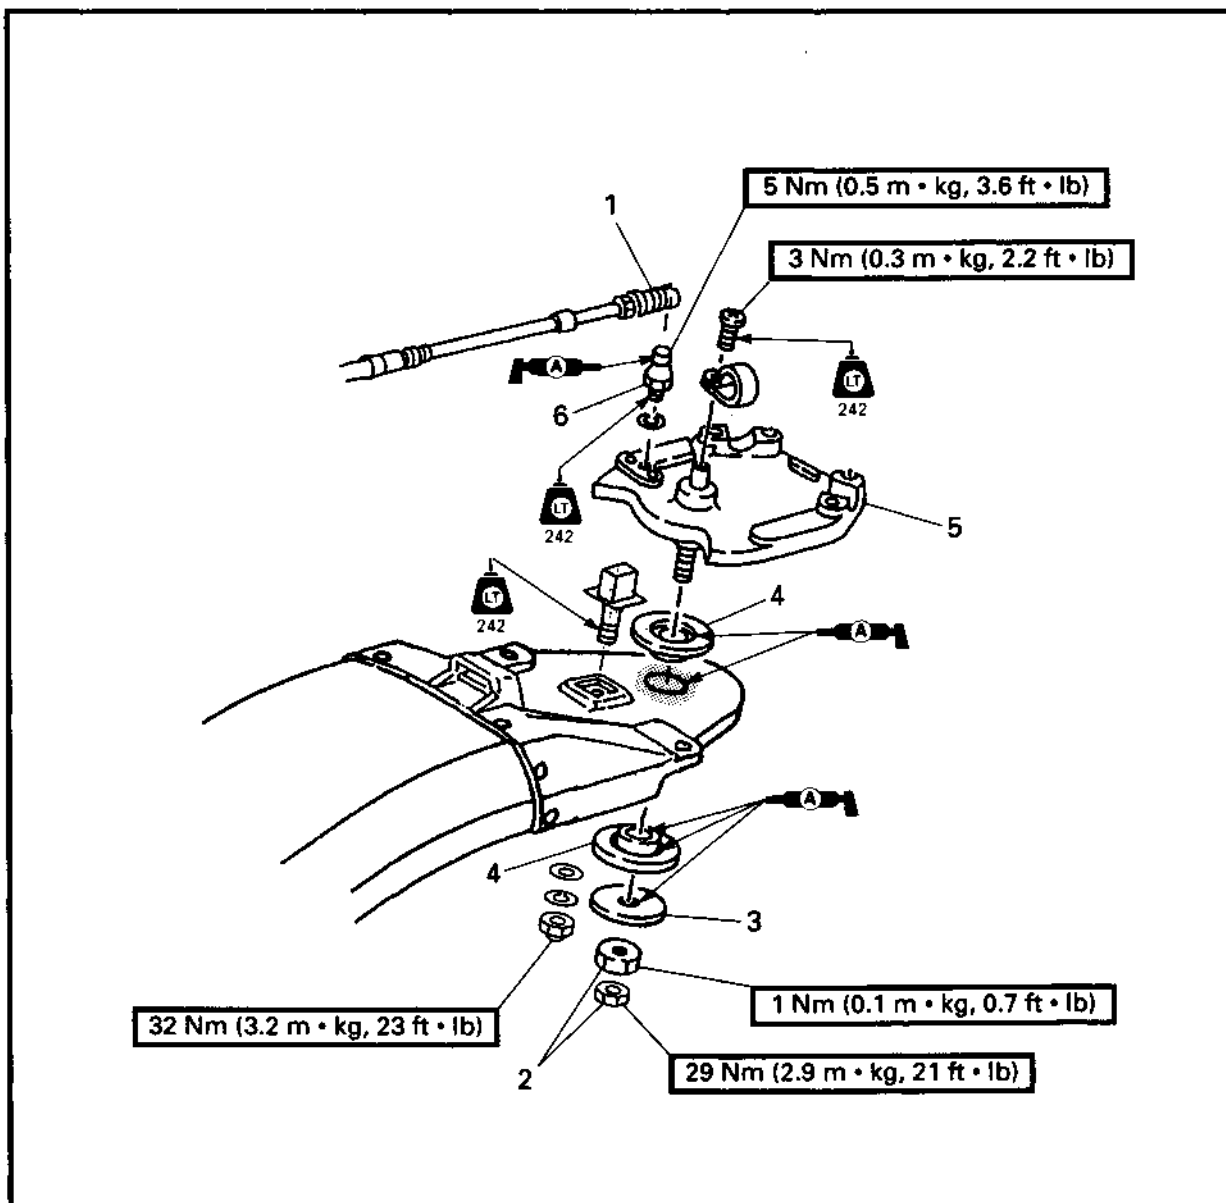 5 Nm (0.5 m • kg, 3.6 ft • lb)
1
3 Nm (0.3 m • kg, 2.2 ft • lb)
A
LT
242
6
LT
242
5
LT
242
4
A
A
4
3
1 Nm (0.1 m • kg, 0.7 ft • lb)
32 Nm (3.2 m • kg, 23 ft • lb)
2
29 Nm (2.9 m • kg, 21 ft • lb)